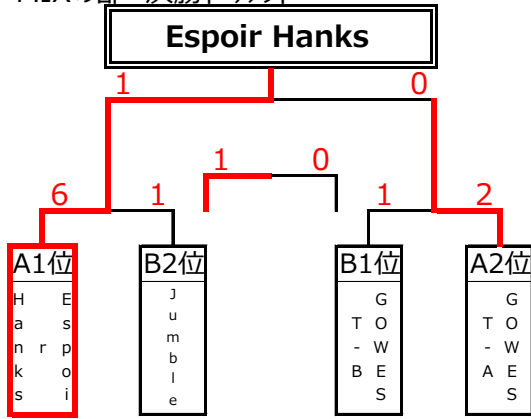 Espoir Hanks
1 0
1 0
6 1 1 2
A1位 B2位 B1位 A2位
Espoir
Hanks
Jumble
GOWES
T-B
GOWES
T-A